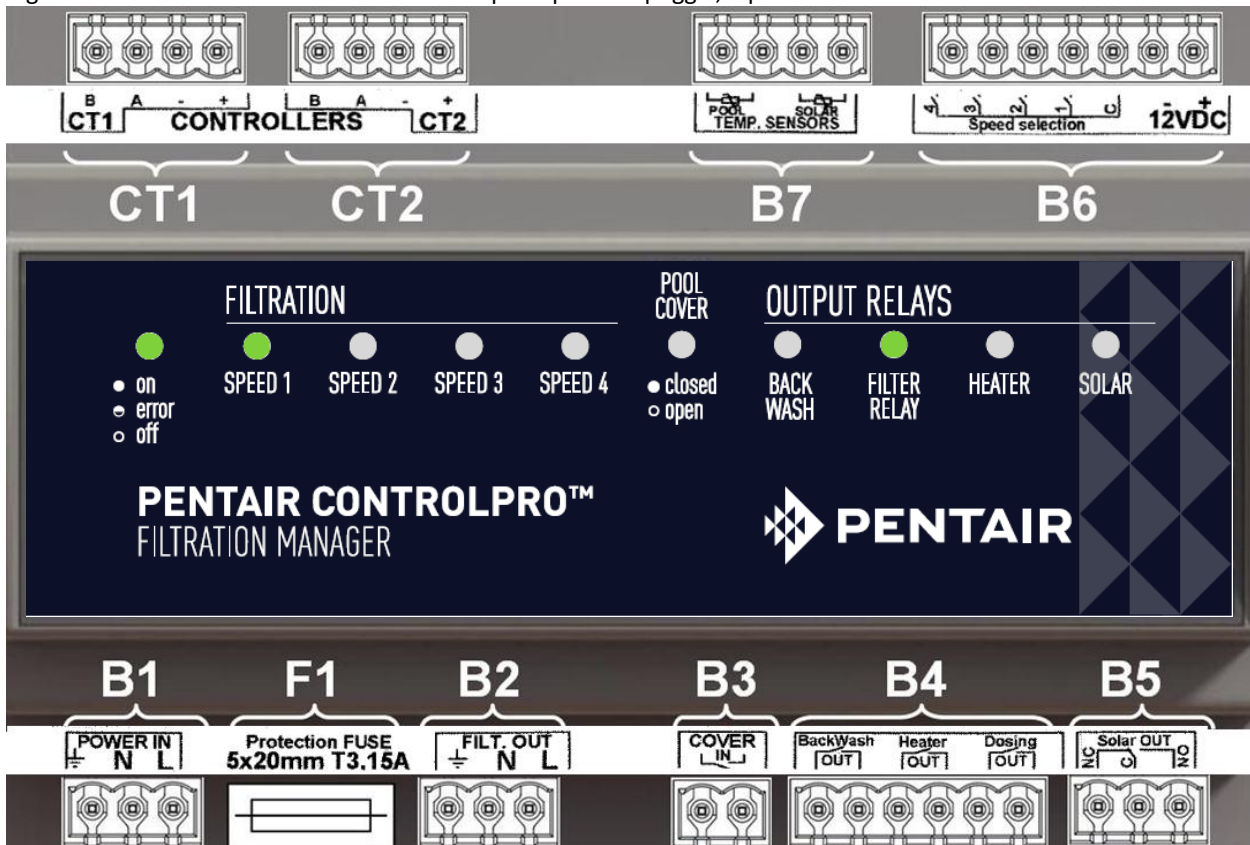 B A - +
CT1 CONTROLLERS CT2
B A - +
POOL SOLAR
TEMP. SENSORS
4 3 2 1 C
Speed selection
- +
12VDC
CT1 CT2 B7 B6
FILTRATION
POOL
COVER
OUTPUT RELAYS
on
error
off
SPEED 1 SPEED 2 SPEED 3 SPEED 4
closed
open
BACK
WASH
FILTER
RELAY
HEATER
SOLAR
PENTAIR CONTROLPRO™
FILTRATION MANAGER
PENTAIR
B1 F1 B2 B3 B4 B5
POWER IN
N L
Protection FUSE
5x20mm T3.15A
FILT. OUT
N L
COVER
IN
BackWash
OUT
Heater
OUT
Dosing
OUT
Solar OUT
NC C NO